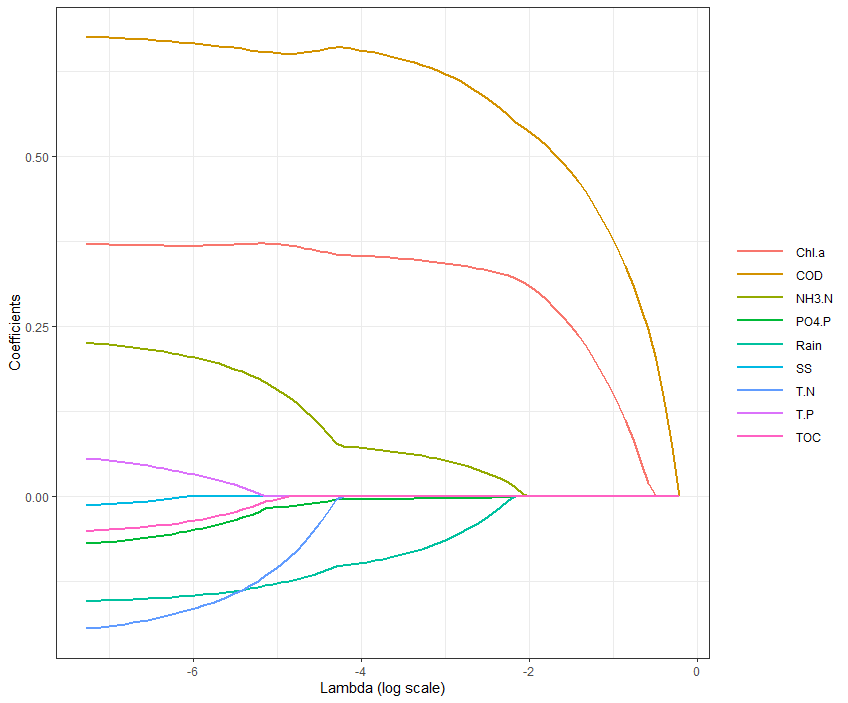 Coefficients
0.50
0.25
0.00
-6
-4
-2
0
Lambda (log scale)
Chl.a
COD
NH3.N
PO4.P
Rain
SS
T.N
T.P
TOC